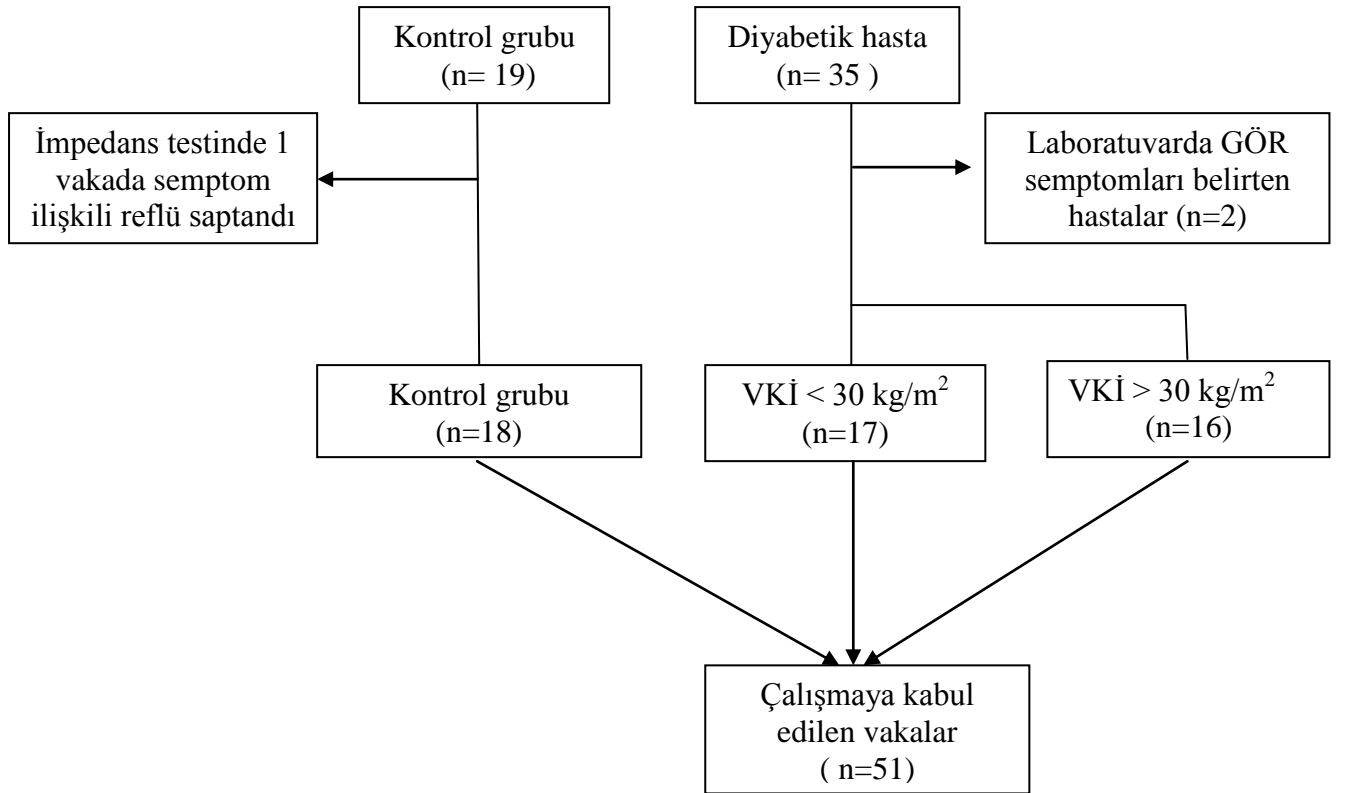 Kontrol grubu
(n= 19)
Diyabetik hasta
(n= 35 )
İmpedans testinde 1
vakada semptom
ilişkili reflü saptandı
Laboratuvarda GÖR
semptomları belirten
hastalar (n=2)
Kontrol grubu
(n=18)
VKİ < 30 kg/m²
(n=17)
VKİ > 30 kg/m²
(n=16)
Çalışmaya kabul
edilen vakalar
( n=51)